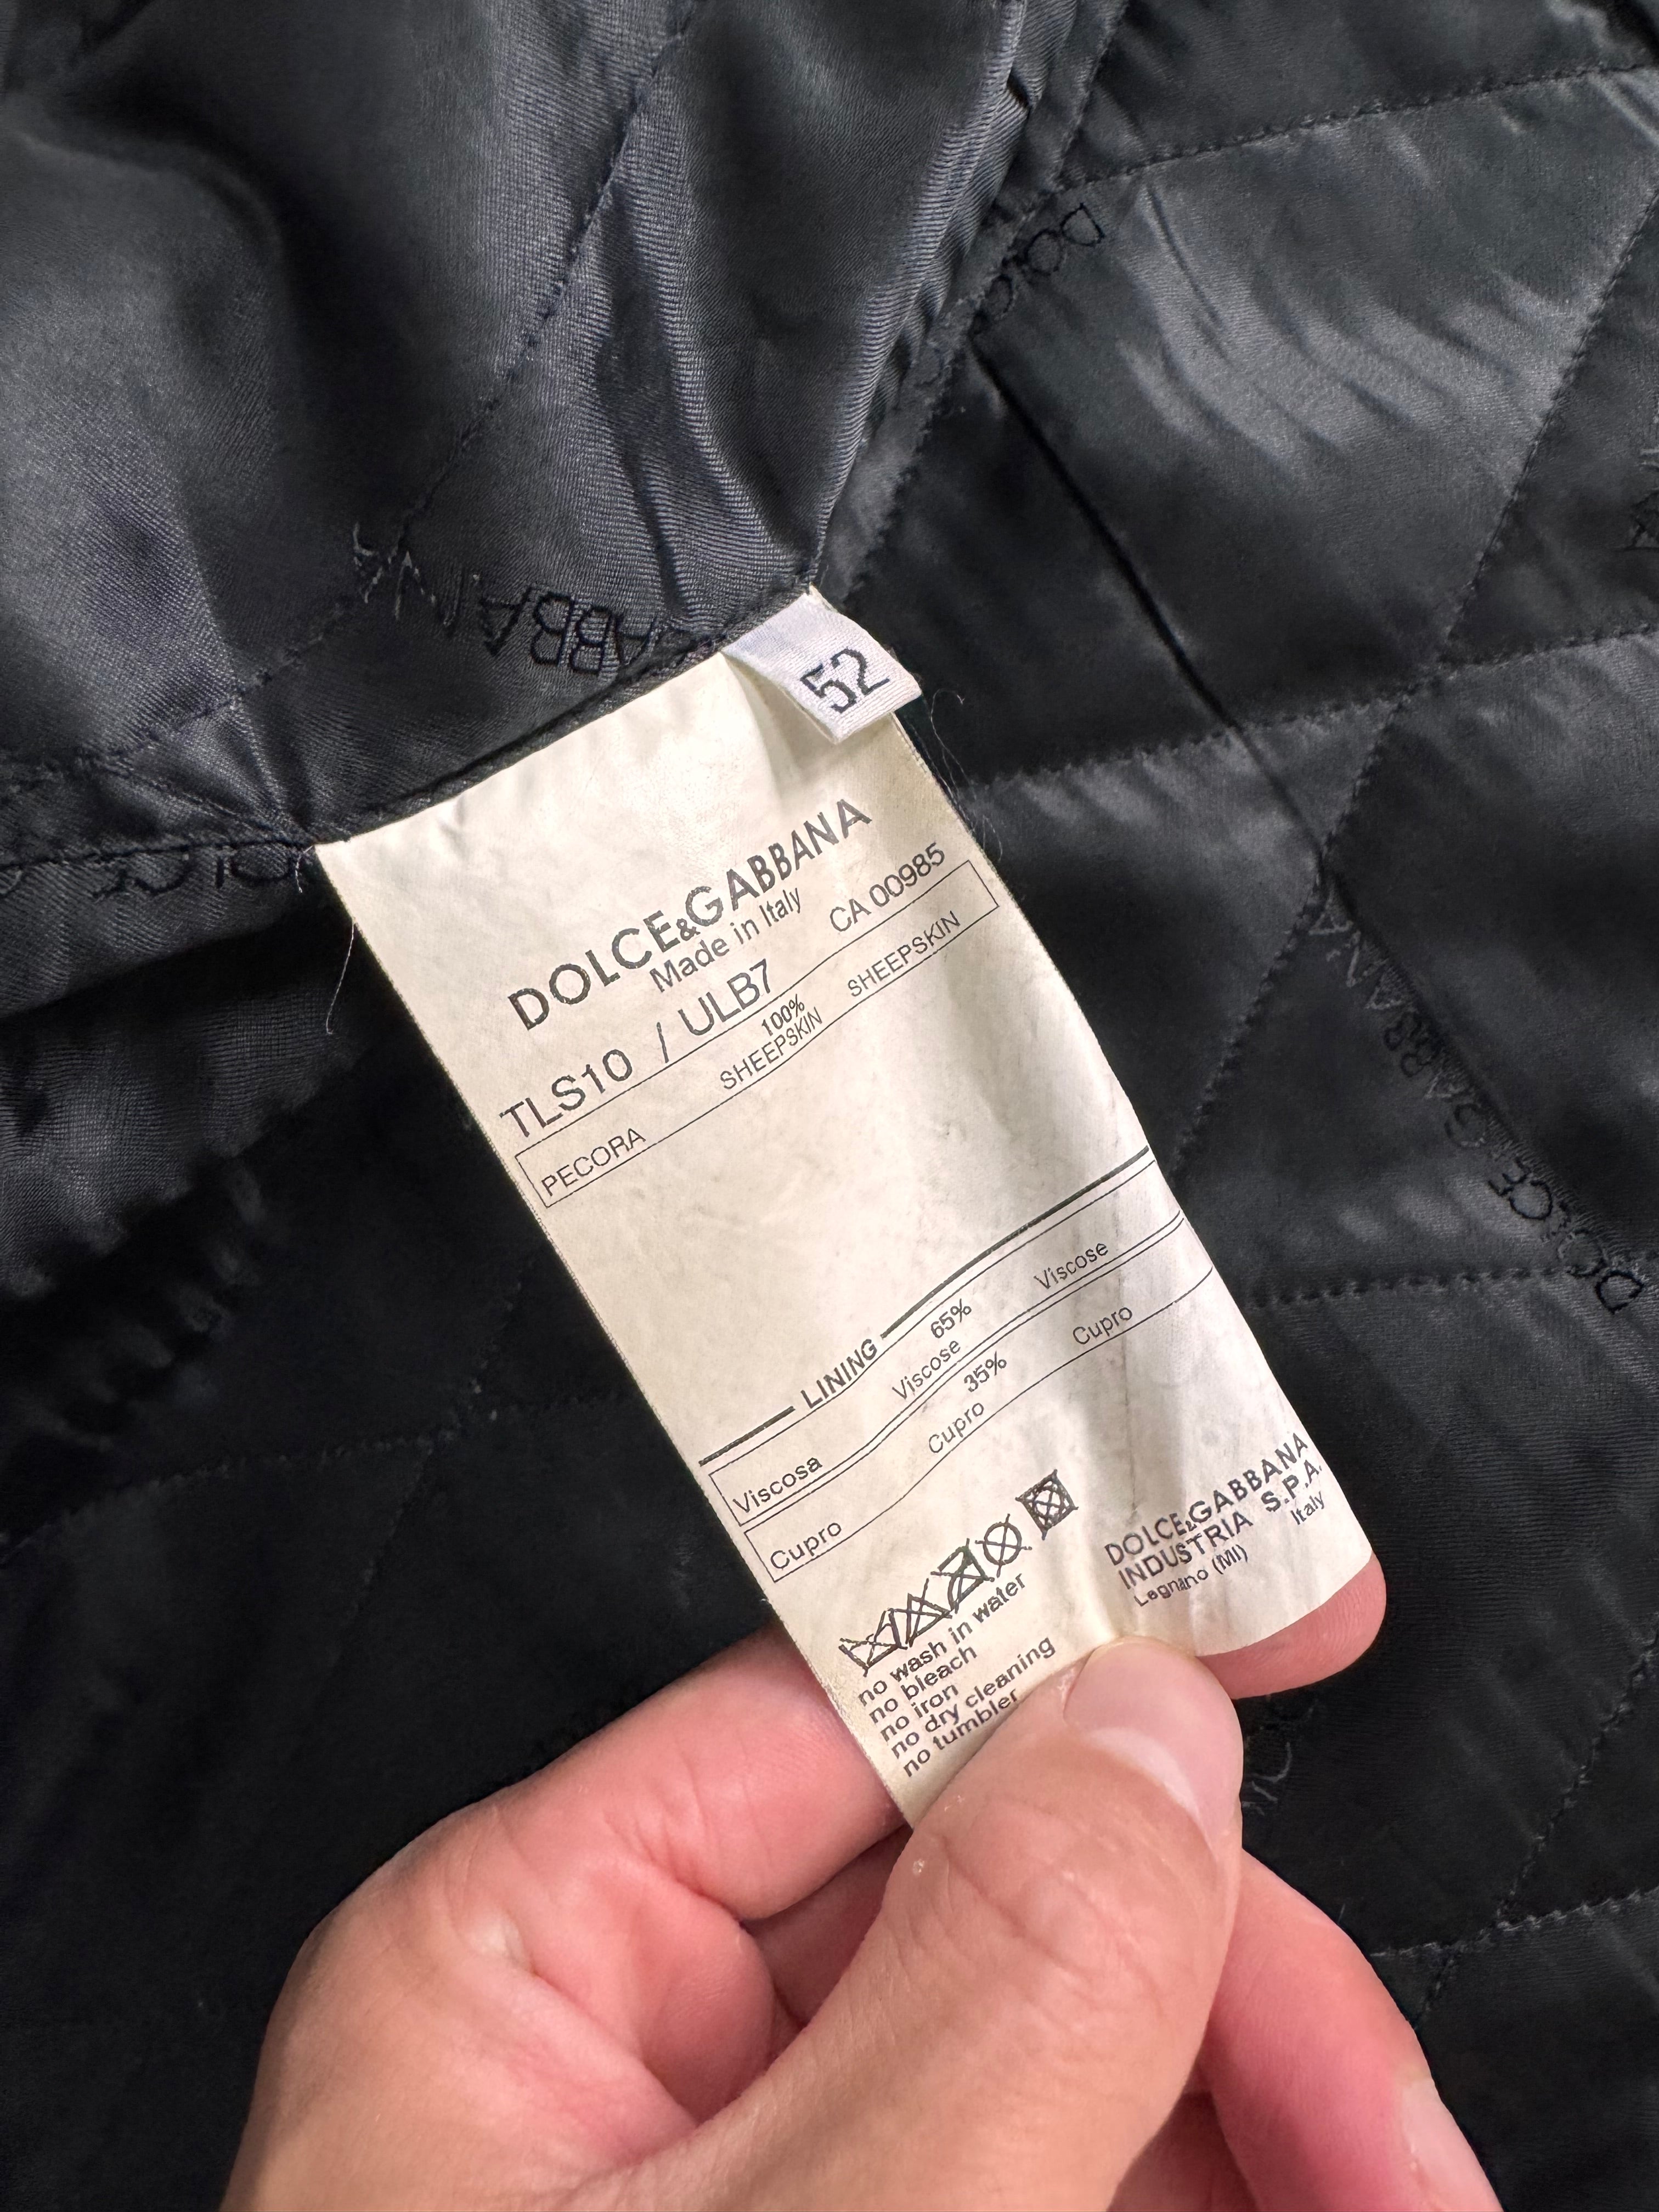 52
DOLCE&GABBANA
Made in Italy
TLS10 / ULB7 CA 00985
PECORA 100% SHEEPSKIN SHEEPSKIN
LINING
Viscosa 65% Viscose Viscose
Cupro 35% Cupro Cupro
no wash in water
no bleach
no iron
no dry cleaning
no tumbler
DOLCE&GABBANA
INDUSTRIA S.P.A.
Legnano (MI) Italy
GABBANA
DOLCE
DOLCE&GABBANA